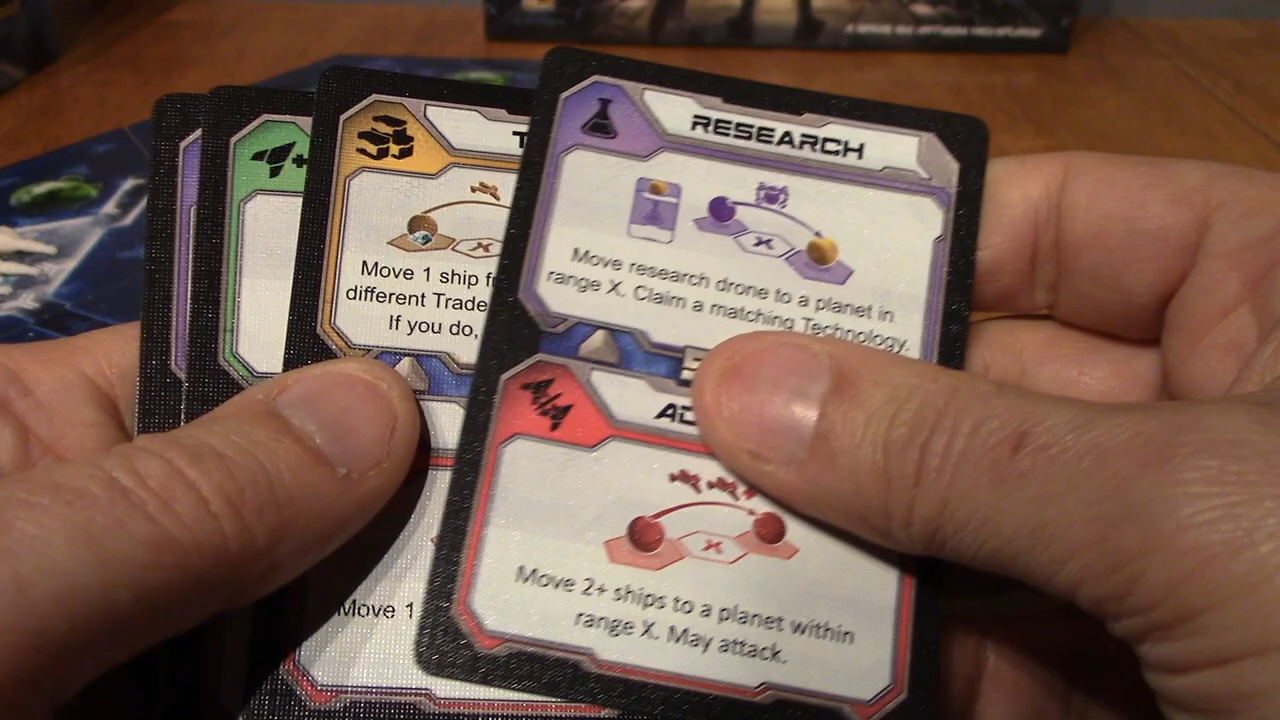 RESEARCH
Move research drone to a planet in
range X. Claim a matching Technology.
Move 2+ ships to a planet within
range X. May attack.
Move 1 ship
different Trade
If you do,
Move 1